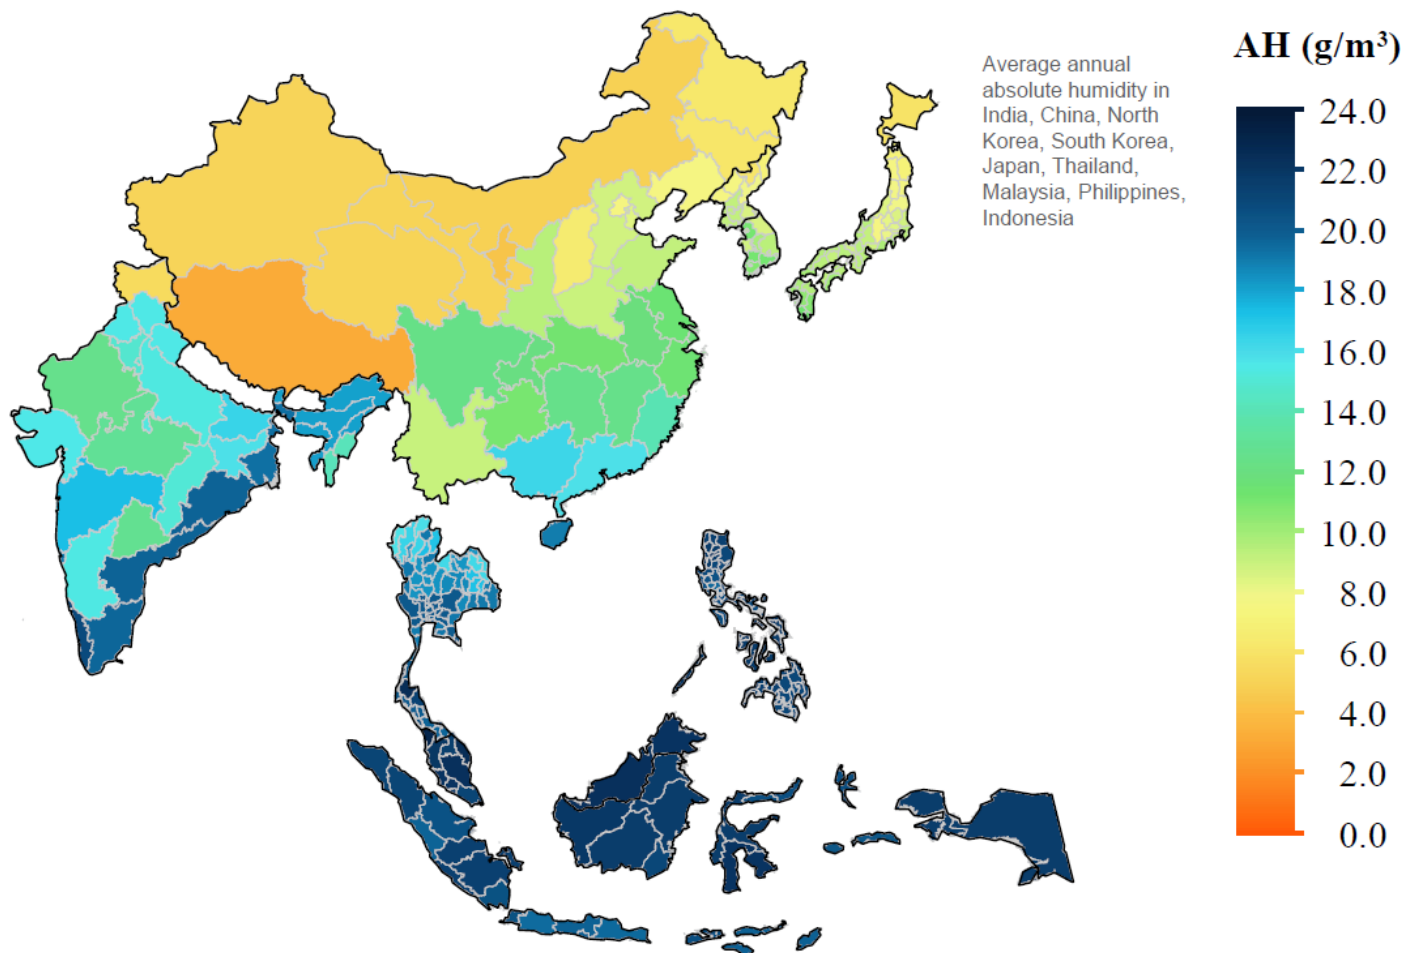 Average annual
absolute humidity in
India, China, North
Korea, South Korea,
Japan, Thailand,
Malaysia, Philippines,
Indonesia
AH (g/m³)
24.0
22.0
20.0
18.0
16.0
14.0
12.0
10.0
8.0
6.0
4.0
2.0
0.0